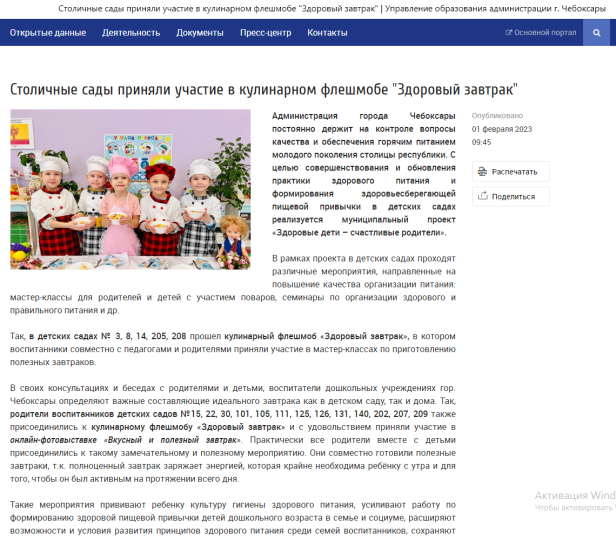 Столичные сады приняли участие в кулинарном флешмобе "Здоровый завтрак" | Управление образования администрации г. Чебоксары
Открытые данные Деятельность Документы Пресс-центр Контакты Основной портал
Столичные сады приняли участие в кулинарном флешмобе "Здоровый завтрак"
Администрация города Чебоксары
постоянно держит на контроле вопросы
качества и обеспечения горячим питанием
молодого поколения столицы республики. С
целью совершенствования и обновления
практики здорового питания и
формирования здоровьесберегающей
пищевой привычки в детских садах
реализуется муниципальный проект
«Здоровые дети – счастливые родители».
Опубликовано
01 февраля 2023
09:45
Распечатать
Поделиться
В рамках проекта в детских садах проходят
различные мероприятия, направленные на
повышение качества организации питания:
мастер-классы для родителей и детей с участием поваров, семинары по организации здорового и
правильного питания и др.
Так, в детских садах № 3, 8, 14, 205, 208 прошел кулинарный флешмоб «Здоровый завтрак», в котором
воспитанники совместно с педагогами и родителями приняли участие в мастер-классах по приготовлению
полезных завтраков.
В своих консультациях и беседах с родителями и детьми, воспитатели дошкольных учреждениях гор.
Чебоксары определяют важные составляющие идеального завтрака как в детском саду, так и дома. Так,
родители воспитанников детских садов №15, 22, 30, 101, 105, 111, 125, 126, 131, 140, 202, 207, 209 также
присоединились к кулинарному флешмобу «Здоровый завтрак» и с удовольствием приняли участие в
онлайн-фотовыставке «Вкусный и полезный завтрак». Практически все родители вместе с детьми
присоединились к такому замечательному и полезному мероприятию. Они совместно готовили полезные
завтраки, т.к. полноценный завтрак заряжает энергией, которая крайне необходима ребёнку с утра и для
того, чтобы он был активным на протяжении всего дня.
Такие мероприятия прививают ребенку культуру гигиены здорового питания, усиливают работу по
формированию здоровой пищевой привычки детей дошкольного возраста в семье и социуме, расширяют
возможности и условия развития принципов здорового питания среди семей воспитанников, сохраняют
Активация Wind
Чтобы активировать